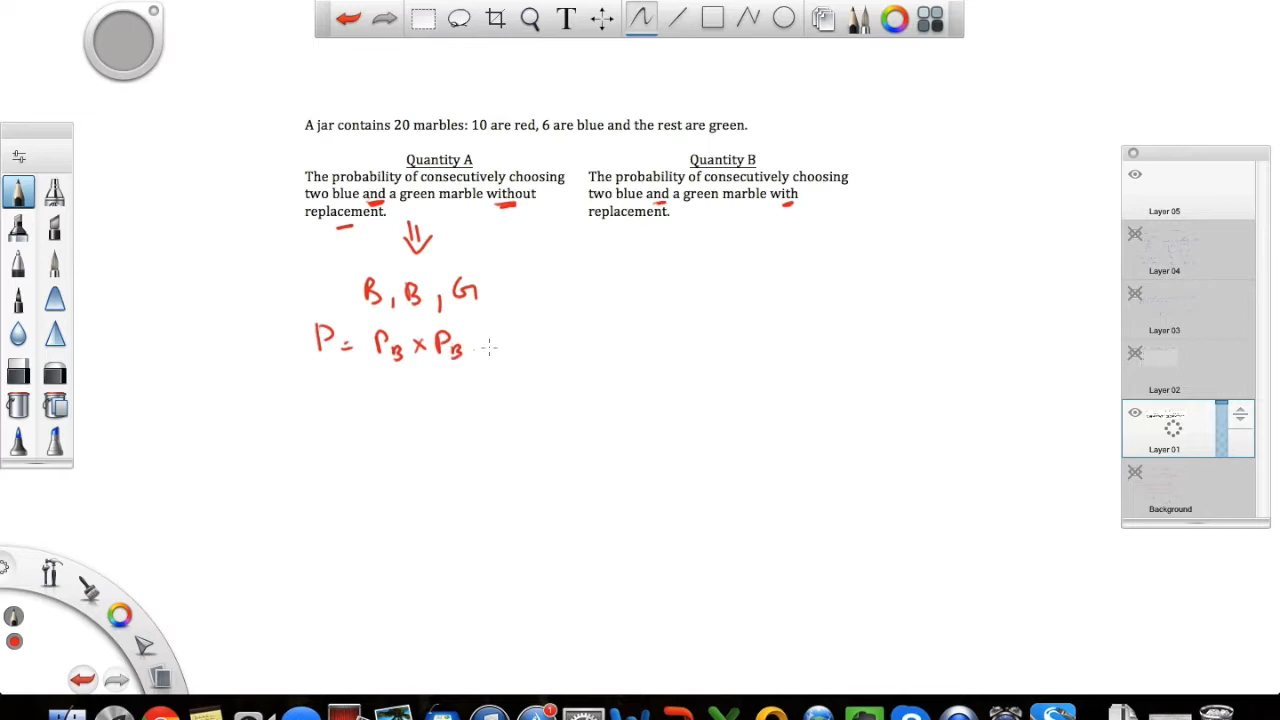 A jar contains 20 marbles: 10 are red, 6 are blue and the rest are green.
Quantity A
The probability of consecutively choosing
two blue and a green marble without
replacement.
Quantity B
The probability of consecutively choosing
two blue and a green marble with
replacement.
B, B, G
P = P_B × P_B
T
Layer 05
Layer 04
Layer 03
Layer 02
Layer 01
Background
1